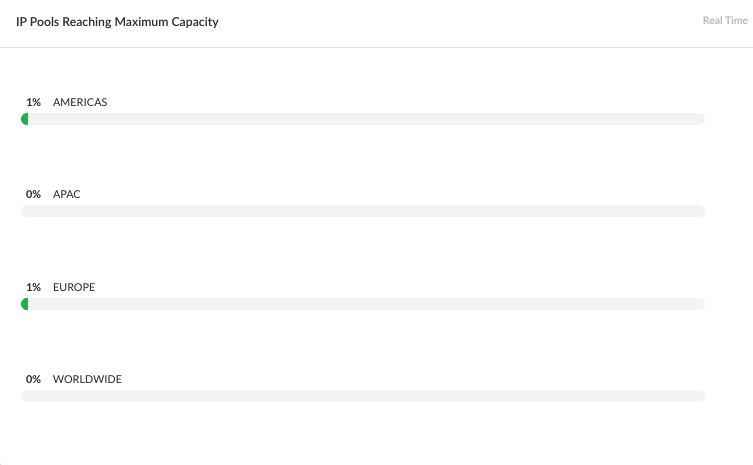 IP Pools Reaching Maximum Capacity
Real Time
1% AMERICAS
0% APAC
1% EUROPE
0% WORLDWIDE